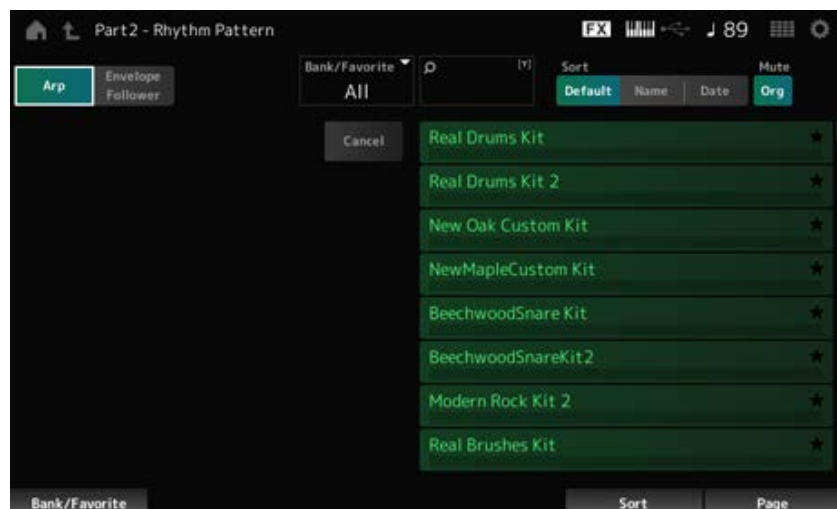 Part2 - Rhythm Pattern
FX
♩ 89
Arp
Envelope
Follower
Bank/Favorite
All
[Y]
Sort
Default
Name
Date
Mute
Org
Cancel
Real Drums Kit
Real Drums Kit 2
New Oak Custom Kit
NewMapleCustom Kit
BeechwoodSnare Kit
BeechwoodSnareKit2
Modern Rock Kit 2
Real Brushes Kit
Bank/Favorite
Sort
Page